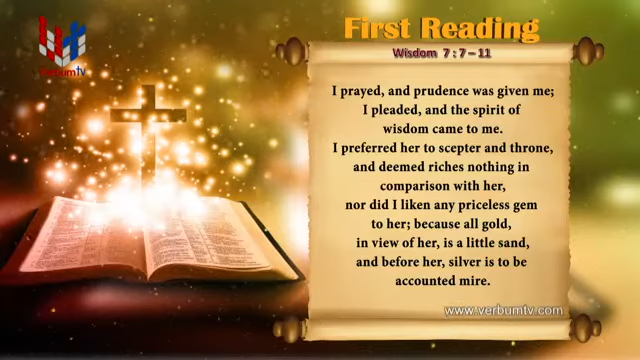 First Reading
Wisdom 7 : 7 – 11
VerbumTV
I prayed, and prudence was given me;
I pleaded, and the spirit of
wisdom came to me.
I preferred her to scepter and throne,
and deemed riches nothing in
comparison with her,
nor did I liken any priceless gem
to her; because all gold,
in view of her, is a little sand,
and before her, silver is to be
accounted mire.
www.verbumtv.com